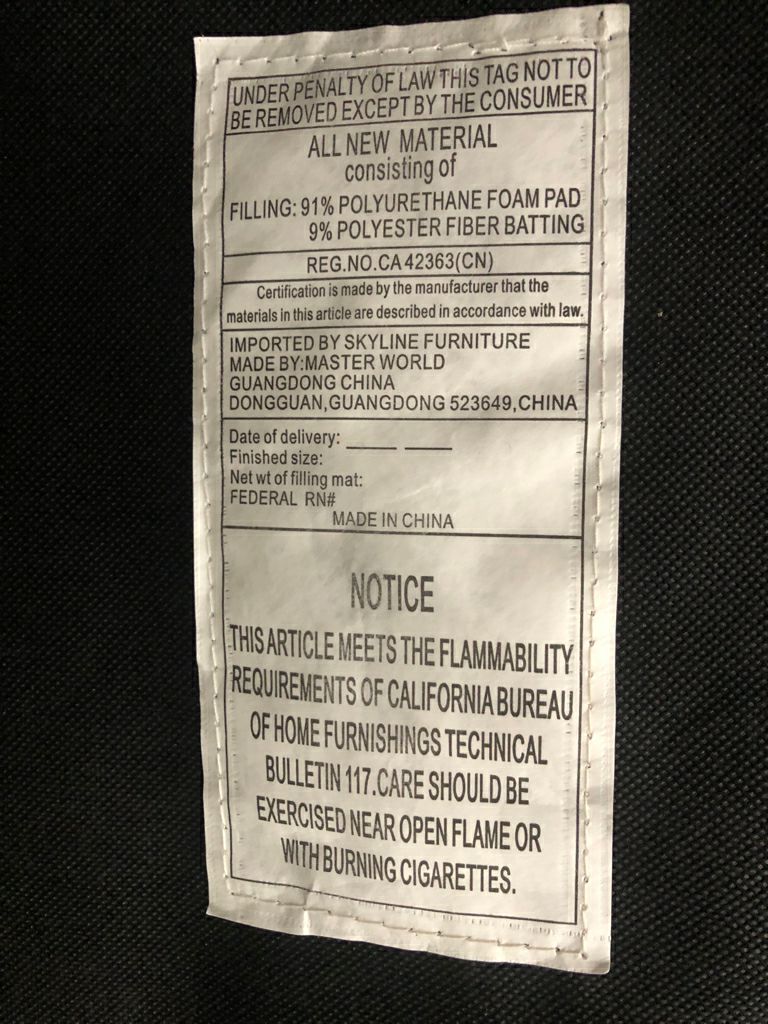 UNDER PENALTY OF LAW THIS TAG NOT TO
BE REMOVED EXCEPT BY THE CONSUMER
ALL NEW MATERIAL
consisting of
FILLING: 91% POLYURETHANE FOAM PAD
9% POLYESTER FIBER BATTING
REG.NO.CA 42363(CN)
Certification is made by the manufacturer that the
materials in this article are described in accordance with law.
IMPORTED BY SKYLINE FURNITURE
MADE BY:MASTER WORLD
GUANGDONG CHINA
DONGGUAN,GUANGDONG 523649,CHINA
Date of delivery: ____ ____
Finished size:
Net wt of filling mat:
FEDERAL RN#
MADE IN CHINA
NOTICE
THIS ARTICLE MEETS THE FLAMMABILITY
REQUIREMENTS OF CALIFORNIA BUREAU
OF HOME FURNISHINGS TECHNICAL
BULLETIN 117.CARE SHOULD BE
EXERCISED NEAR OPEN FLAME OR
WITH BURNING CIGARETTES.